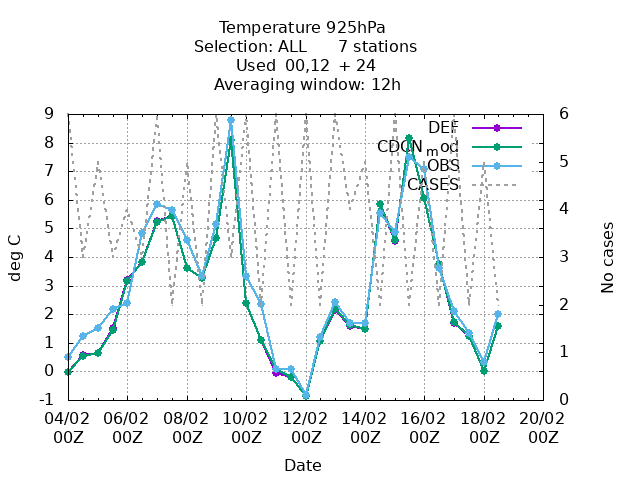 Temperature 925hPa
Selection: ALL 7 stations
Used 00,12 + 24
Averaging window: 12h
9 6
DEF
8 CDCN_mod
7 OBS 5
CASES
6 4
5
deg C 4 3 No cases
3
2 2
1 1
0
-1 0
04/02 06/02 08/02 10/02 12/02 14/02 16/02 18/02 20/02
00Z 00Z 00Z 00Z 00Z 00Z 00Z 00Z 00Z
Date